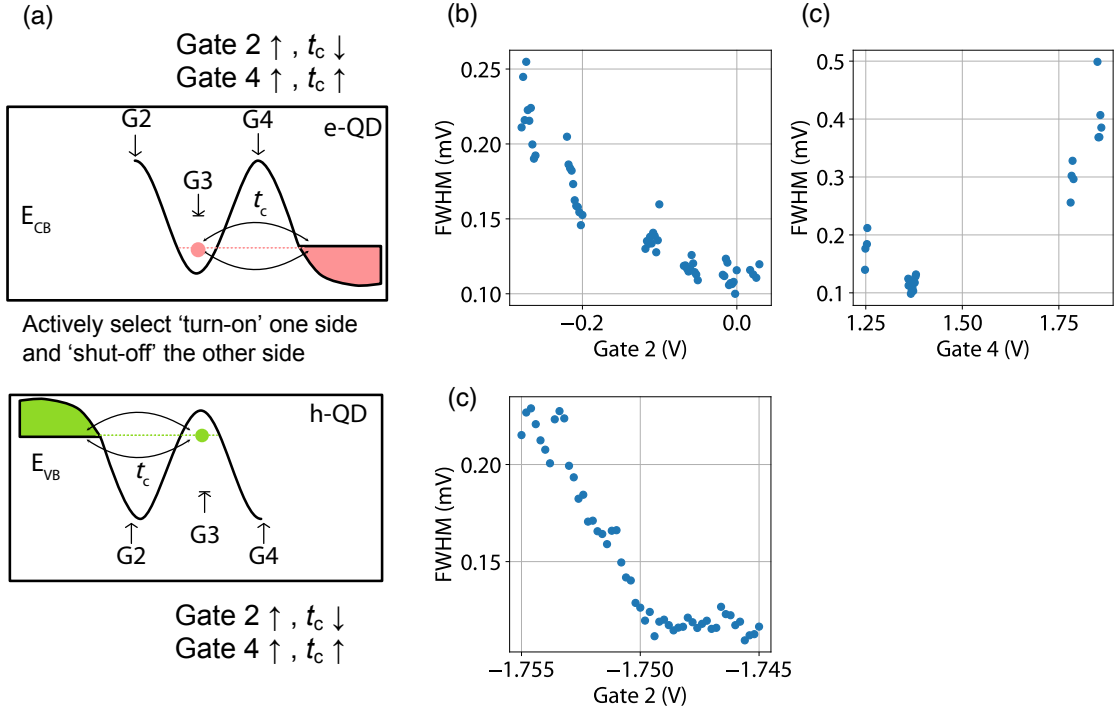 (a)
Gate 2 ↑ , tc ↓
Gate 4 ↑ , tc ↑
G2
G4
e-QD
G3
ECB
tc
Actively select ‘turn-on’ one side
and ‘shut-off’ the other side
h-QD
EVB
tc
G2
G3
G4
Gate 2 ↑ , tc ↓
Gate 4 ↑ , tc ↑
(b)
FWHM (mV)
0.25
0.20
0.15
0.10
−0.2
0.0
Gate 2 (V)
(c)
FWHM (mV)
0.5
0.4
0.3
0.2
0.1
1.25
1.50
1.75
Gate 4 (V)
(c)
FWHM (mV)
0.20
0.15
−1.755
−1.750
−1.745
Gate 2 (V)